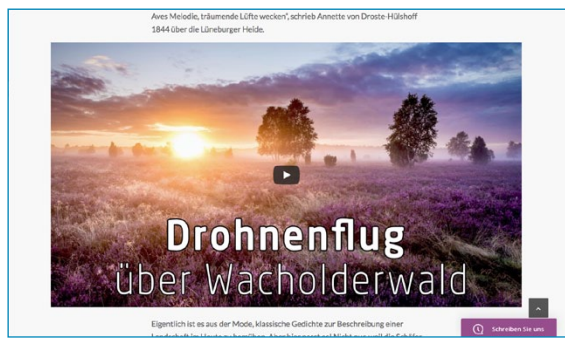 Aves Melodie, träumende Lüfte wecken", schrieb Annette von Droste-Hülshoff
1844 über die Lüneburger Heide.
Drohnenflug
über Wacholderwald
Eigentlich ist es aus der Mode, klassische Gedichte zur Beschreibung einer
Schreiben Sie uns